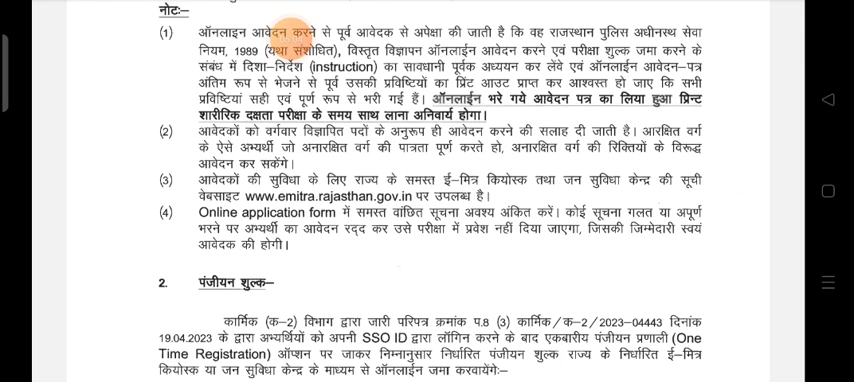 नोटः–
(1) ऑनलाइन आवेदन करने से पूर्व आवेदक से अपेक्षा की जाती है कि वह राजस्थान पुलिस अधीनस्थ सेवा
नियम, 1989 (यथा संशोधित), विस्तृत विज्ञापन ऑनलाईन आवेदन करने एवं परीक्षा शुल्क जमा करने के
संबंध में दिशा–निर्देश (instruction) का सावधानी पूर्वक अध्ययन कर लेंवे एवं ऑनलाईन आवेदन–पत्र
अंतिम रूप से भेजने से पूर्व उसकी प्रविष्टियों का प्रिंट आउट प्राप्त कर आश्वस्त हो जाए कि सभी
प्रविष्टियां सही एवं पूर्ण रूप से भरी गई हैं। ऑनलाईन भरे गये आवेदन पत्र का लिया हुआ प्रिन्ट
शारीरिक दक्षता परीक्षा के समय साथ लाना अनिवार्य होगा।
(2) आवेदकों को वर्गवार विज्ञापित पदों के अनुरूप ही आवेदन करने की सलाह दी जाती है। आरक्षित वर्ग
के ऐसे अभ्यर्थी जो अनारक्षित वर्ग की पात्रता पूर्ण करते हो, अनारक्षित वर्ग की रिक्तियों के विरूद्ध
आवेदन कर सकेंगे।
(3) आवेदकों की सुविधा के लिए राज्य के समस्त ई–मित्र कियोस्क तथा जन सुविधा केन्द्र की सूची
वेबसाइट www.emitra.rajasthan.gov.in पर उपलब्ध है।
(4) Online application form में समस्त वांछित सूचना अवश्य अंकित करें। कोई सूचना गलत या अपूर्ण
भरने पर अभ्यर्थी का आवेदन रद्द कर उसे परीक्षा में प्रवेश नहीं दिया जाएगा, जिसकी जिम्मेदारी स्वयं
आवेदक की होगी।
2. पंजीयन शुल्क–
कार्मिक (क–2) विभाग द्वारा जारी परिपत्र क्रमांक प.8 (3) कार्मिक/क–2/2023–04443 दिनांक
19.04.2023 के द्वारा अभ्यर्थियों को अपनी SSO ID द्वारा लॉगिन करने के बाद एकबारीय पंजीयन प्रणाली (One
Time Registration) ऑप्शन पर जाकर निम्नानुसार निर्धारित पंजीयन शुल्क राज्य के निर्धारित ई–मित्र
कियोस्क या जन सुविधा केन्द्र के माध्यम से ऑनलाईन जमा करवायेंगेः–